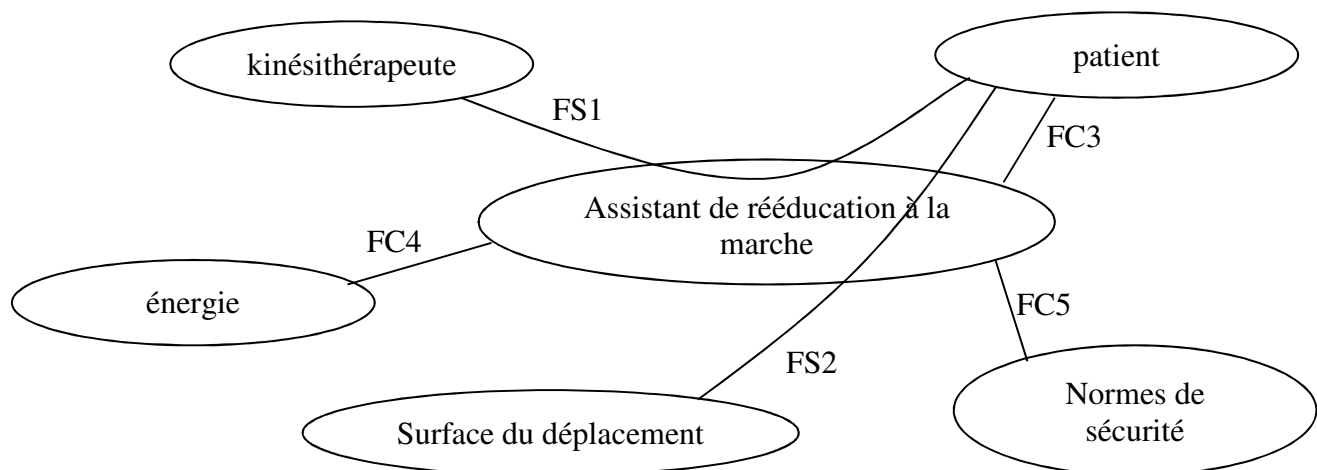 kinésithérapeute
patient
FS1
FC3
Assistant de rééducation à la
marche
FC4
énergie
FC5
FS2
Normes de
sécurité
Surface du déplacement